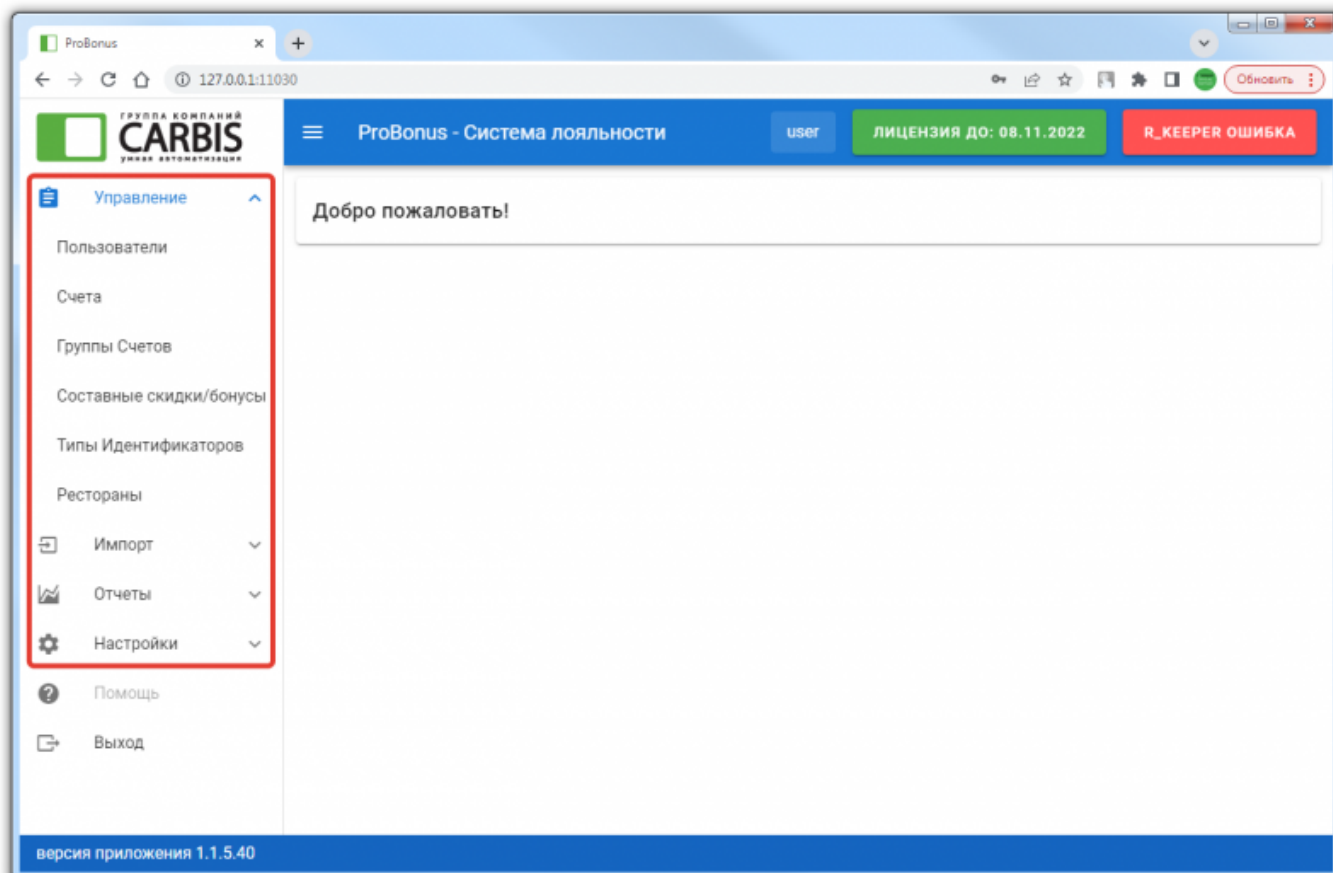 ProBonus
127.0.0.1:11030
Обновить
ГРУППА КОМПАНИЙ
CARBIS
умная автоматизация
ProBonus - Система лояльности
user
ЛИЦЕНЗИЯ ДО: 08.11.2022
R_KEEPER ОШИБКА
Управление
Добро пожаловать!
Пользователи
Счета
Группы Счетов
Составные скидки/бонусы
Типы Идентификаторов
Рестораны
Импорт
Отчеты
Настройки
Помощь
Выход
версия приложения 1.1.5.40